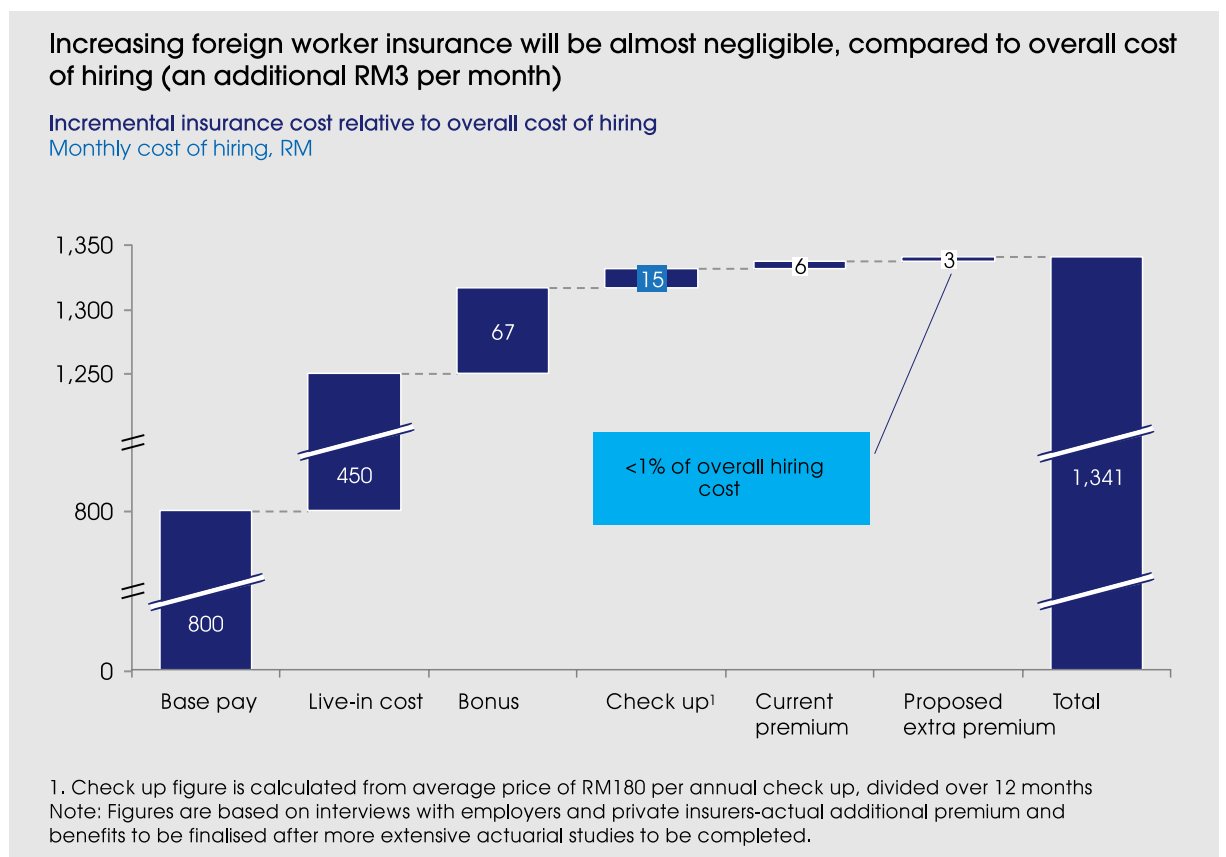 Increasing foreign worker insurance will be almost negligible, compared to overall cost
of hiring (an additional RM3 per month)
Incremental insurance cost relative to overall cost of hiring
Monthly cost of hiring, RM
1,350
1,300
1,250
800
0
800
450
67
15
6
3
1,341
<1% of overall hiring
cost
Base pay
Live-in cost
Bonus
Check up¹
Current
premium
Proposed
extra premium
Total
1. Check up figure is calculated from average price of RM180 per annual check up, divided over 12 months
Note: Figures are based on interviews with employers and private insurers-actual additional premium and
benefits to be finalised after more extensive actuarial studies to be completed.